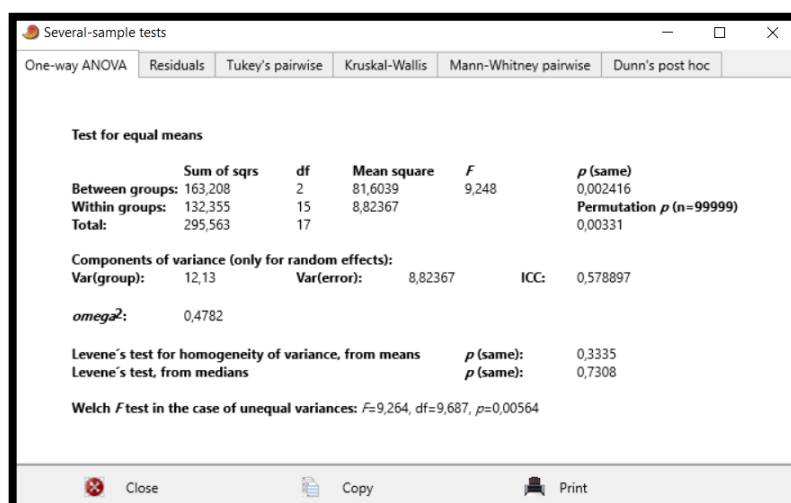 Several-sample tests
One-way ANOVA Residuals Tukey's pairwise Kruskal-Wallis Mann-Whitney pairwise Dunn's post hoc
Test for equal means
Sum of sqrs df Mean square F p (same)
Between groups: 163,208 2 81,6039 9,248 0,002416
Within groups: 132,355 15 8,82367 Permutation p (n=99999)
Total: 295,563 17 0,00331
Components of variance (only for random effects):
Var(group): 12,13 Var(error): 8,82367 ICC: 0,578897
omega2: 0,4782
Levene´s test for homogeneity of variance, from means p (same): 0,3335
Levene´s test, from medians p (same): 0,7308
Welch F test in the case of unequal variances: F=9,264, df=9,687, p=0,00564
Close Copy Print